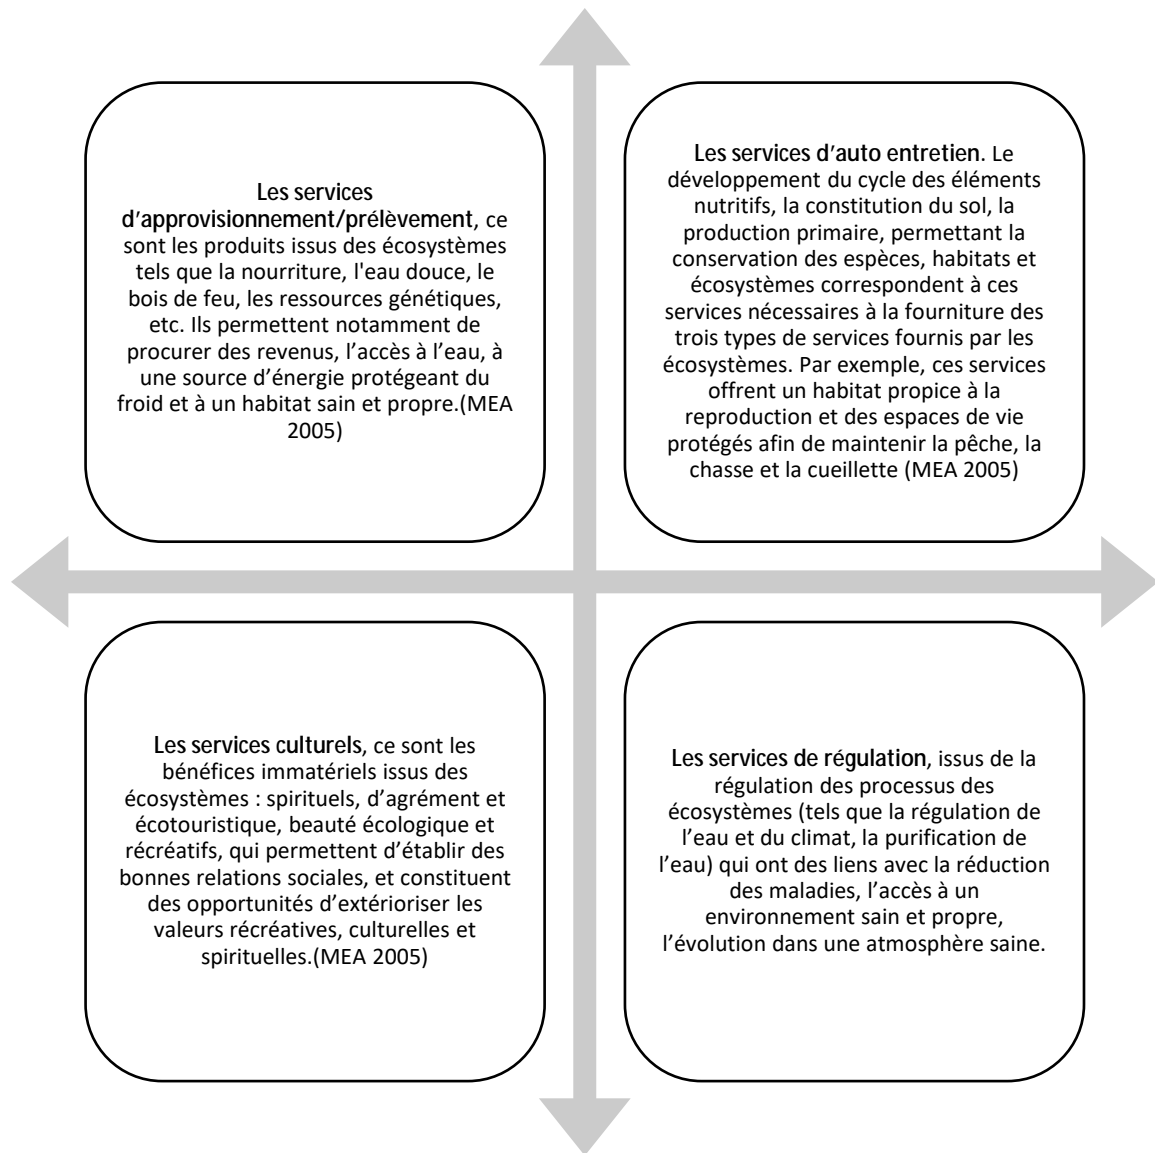 Les services
d’approvisionnement/prélèvement, ce
sont les produits issus des écosystèmes
tels que la nourriture, l'eau douce, le
bois de feu, les ressources génétiques,
etc. Ils permettent notamment de
procurer des revenus, l’accès à l’eau, à
une source d’énergie protégeant du
froid et à un habitat sain et propre.(MEA
2005)
Les services d’auto entretien. Le
développement du cycle des éléments
nutritifs, la constitution du sol, la
production primaire, permettant la
conservation des espèces, habitats et
écosystèmes correspondent à ces
services nécessaires à la fourniture des
trois types de services fournis par les
écosystèmes. Par exemple, ces services
offrent un habitat propice à la
reproduction et des espaces de vie
protégés afin de maintenir la pêche, la
chasse et la cueillette (MEA 2005)
Les services culturels, ce sont les
bénéfices immatériels issus des
écosystèmes : spirituels, d’agrément et
écotouristique, beauté écologique et
récréatifs, qui permettent d’établir des
bonnes relations sociales, et constituent
des opportunités d’extérioriser les
valeurs récréatives, culturelles et
spirituelles.(MEA 2005)
Les services de régulation, issus de la
régulation des processus des
écosystèmes (tels que la régulation de
l’eau et du climat, la purification de
l’eau) qui ont des liens avec la réduction
des maladies, l’accès à un
environnement sain et propre,
l’évolution dans une atmosphère saine.